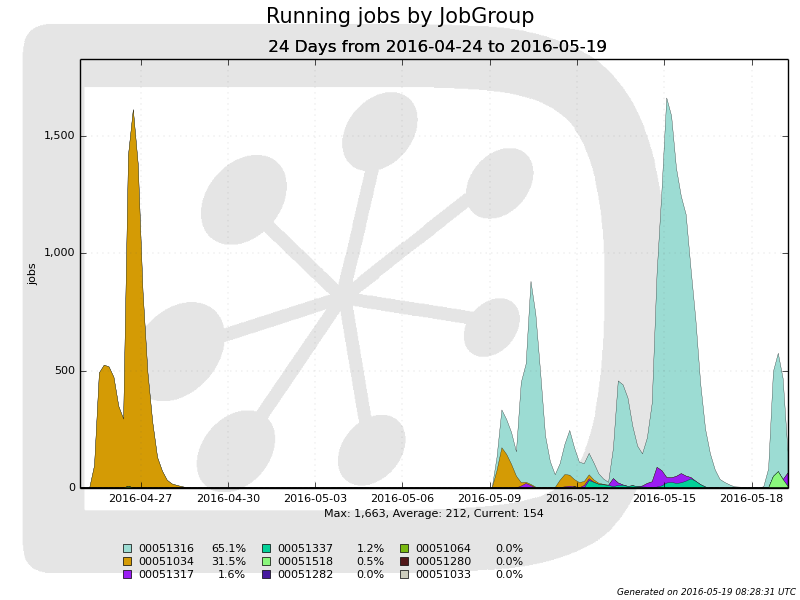 Running jobs by JobGroup
24 Days from 2016-04-24 to 2016-05-19
1,500
1,000
jobs
500
0
2016-04-27 2016-04-30 2016-05-03 2016-05-06 2016-05-09 2016-05-12 2016-05-15 2016-05-18
Max: 1,663, Average: 212, Current: 154
00051316 65.1% 00051337 1.2% 00051064 0.0%
00051034 31.5% 00051518 0.5% 00051280 0.0%
00051317 1.6% 00051282 0.0% 00051033 0.0%
Generated on 2016-05-19 08:28:31 UTC